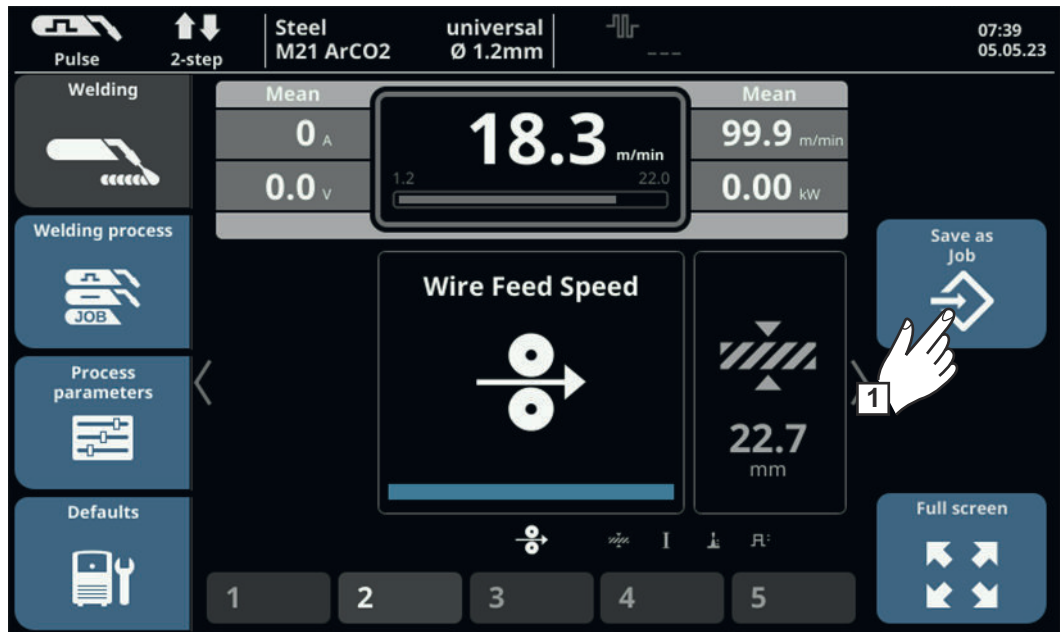 Pulse
2-step
Steel universal
M21 ArCO2 Ø 1.2mm
---
07:39
05.05.23
Welding
Welding process
JOB
Process
parameters
Defaults
Mean
0 A
0.0 V
18.3 m/min
1.2 22.0
Mean
99.9 m/min
0.00 kW
Wire Feed Speed
22.7
mm
Save as
Job
1
Full screen
1 2 3 4 5